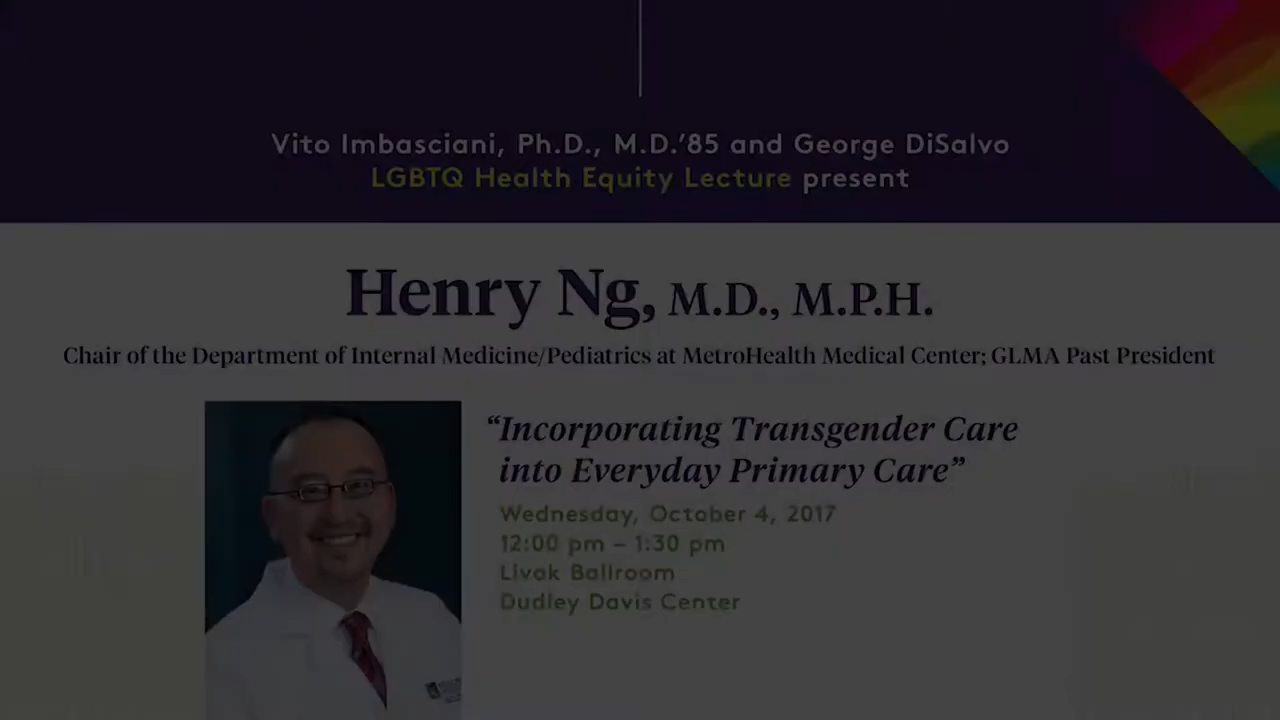 Vito Imbasciani, Ph.D., M.D.’85 and George DiSalvo
LGBTQ Health Equity Lecture present
Henry Ng, M.D., M.P.H.
Chair of the Department of Internal Medicine/Pediatrics at MetroHealth Medical Center; GLMA Past President
“Incorporating Transgender Care
into Everyday Primary Care”
Wednesday, October 4, 2017
12:00 pm – 1:30 pm
Livak Ballroom
Dudley Davis Center